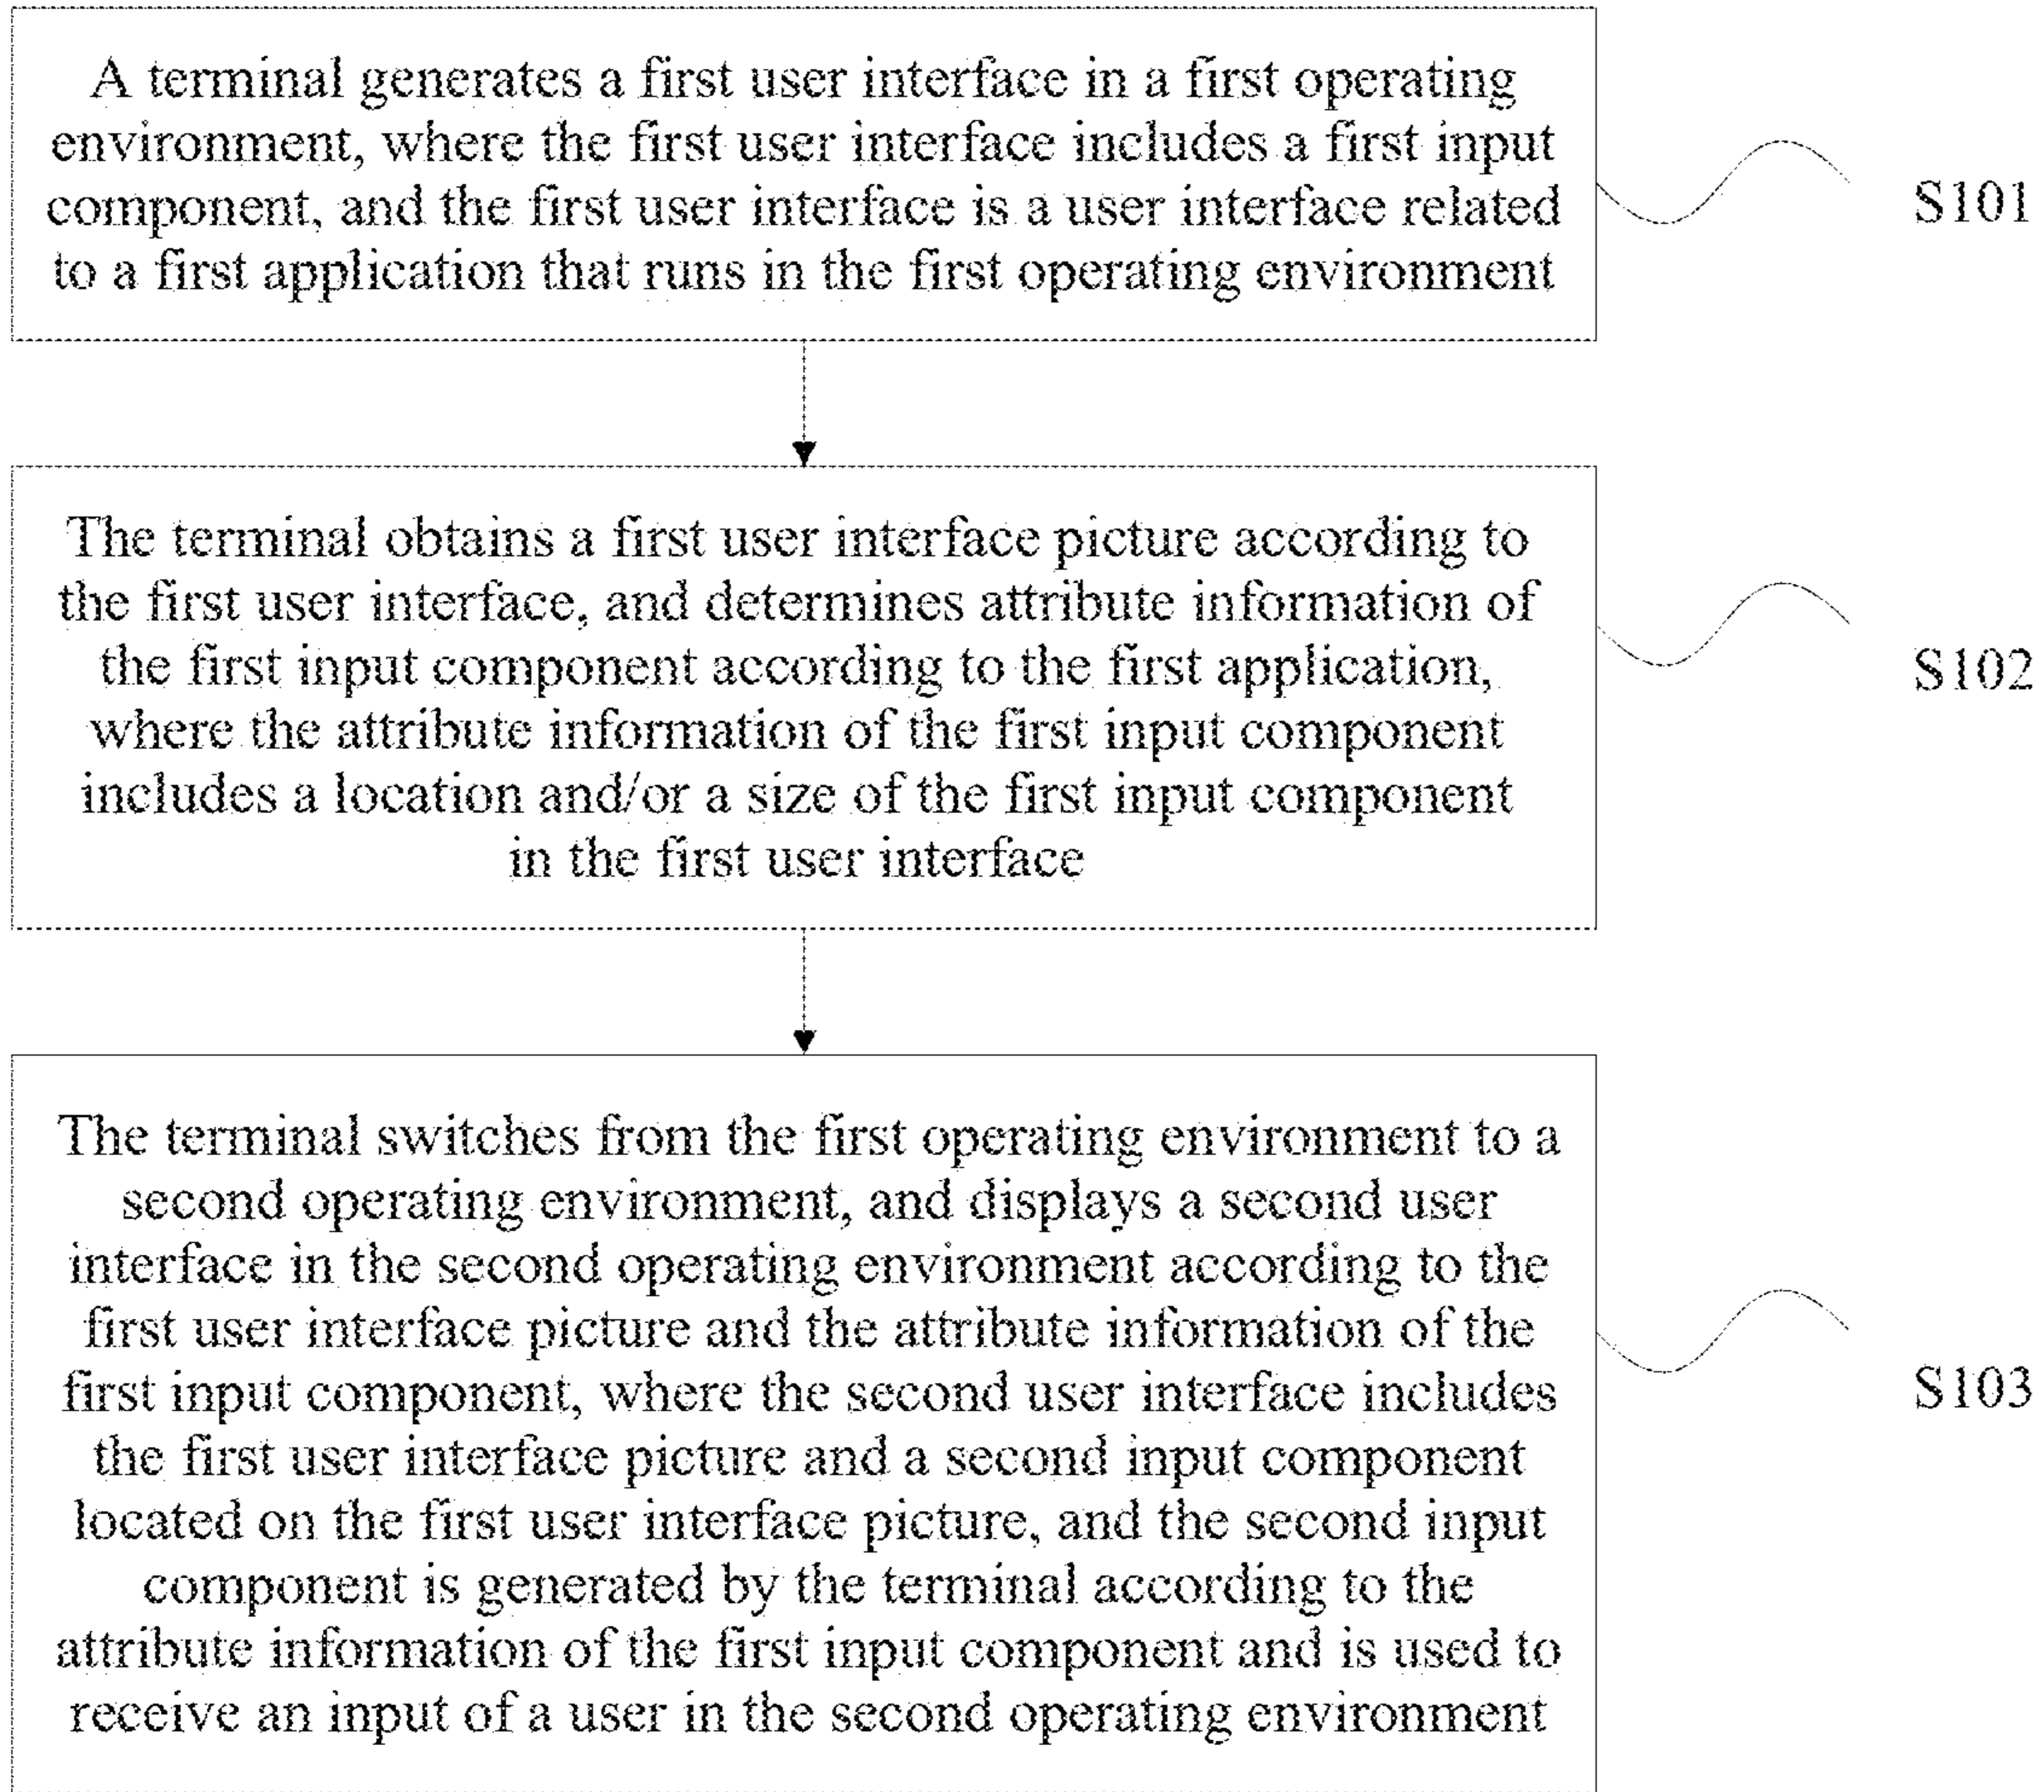 A terminal generates a first user interface in a first operating
environment, where the first user interface includes a first input
component, and the first user interface is a user interface related
to a first application that runs in the first operating environment
S101
The terminal obtains a first user interface picture according to
the first user interface, and determines attribute information of
the first input component according to the first application,
where the attribute information of the first input component
includes a location and/or a size of the first input component
in the first user interface
S102
The terminal switches from the first operating environment to a
second operating environment, and displays a second user
interface in the second operating environment according to the
first user interface picture and the attribute information of the
first input component, where the second user interface includes
the first user interface picture and a second input component
located on the first user interface picture, and the second input
component is generated by the terminal according to the
attribute information of the first input component and is used to
receive an input of a user in the second operating environment
S103